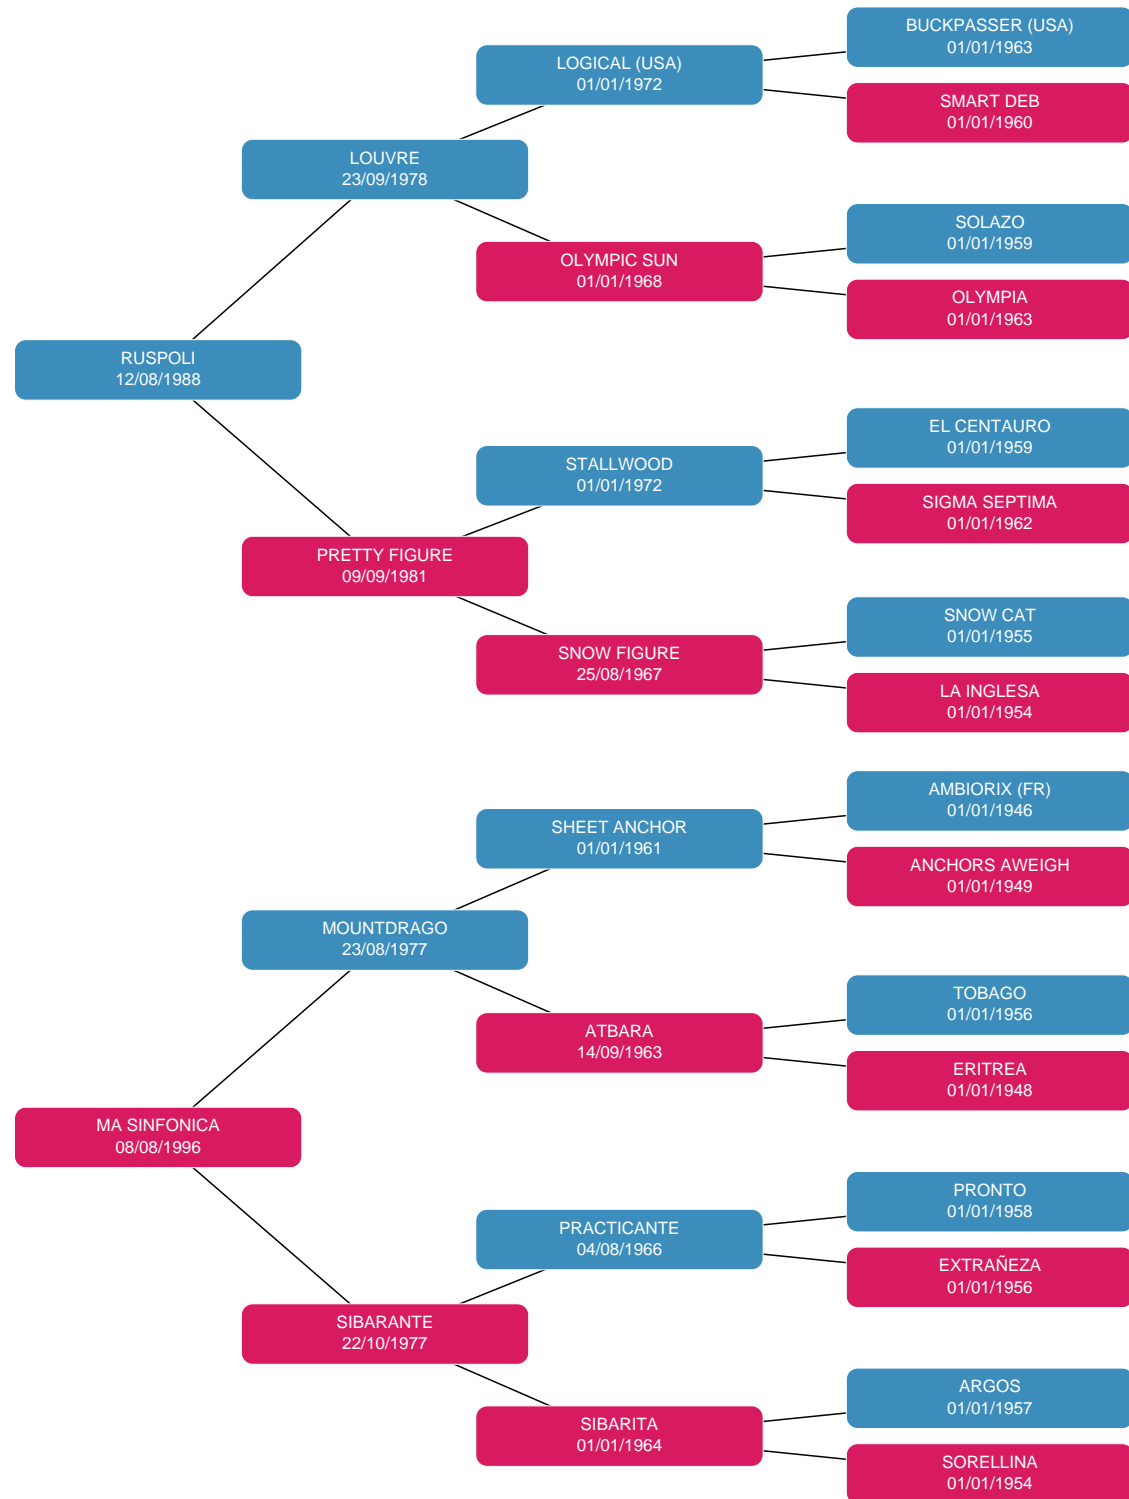 BUCKPASSER (USA)
01/01/1963
LOGICAL (USA)
01/01/1972
SMART DEB
01/01/1960
LOUVRE
23/09/1978
SOLAZO
01/01/1959
OLYMPIC SUN
01/01/1968
OLYMPIA
01/01/1963
RUSPOLI
12/08/1988
EL CENTAURO
01/01/1959
STALLWOOD
01/01/1972
SIGMA SEPTIMA
01/01/1962
PRETTY FIGURE
09/09/1981
SNOW CAT
01/01/1955
SNOW FIGURE
25/08/1967
LA INGLESA
01/01/1954
AMBIORIX (FR)
01/01/1946
SHEET ANCHOR
01/01/1961
ANCHORS AWEIGH
01/01/1949
MOUNTDRAGO
23/08/1977
TOBAGO
01/01/1956
ATBARA
14/09/1963
ERITREA
01/01/1948
MA SINFONICA
08/08/1996
PRONTO
01/01/1958
PRACTICANTE
04/08/1966
EXTRAÑEZA
01/01/1956
SIBARANTE
22/10/1977
ARGOS
01/01/1957
SIBARITA
01/01/1964
SORELLINA
01/01/1954